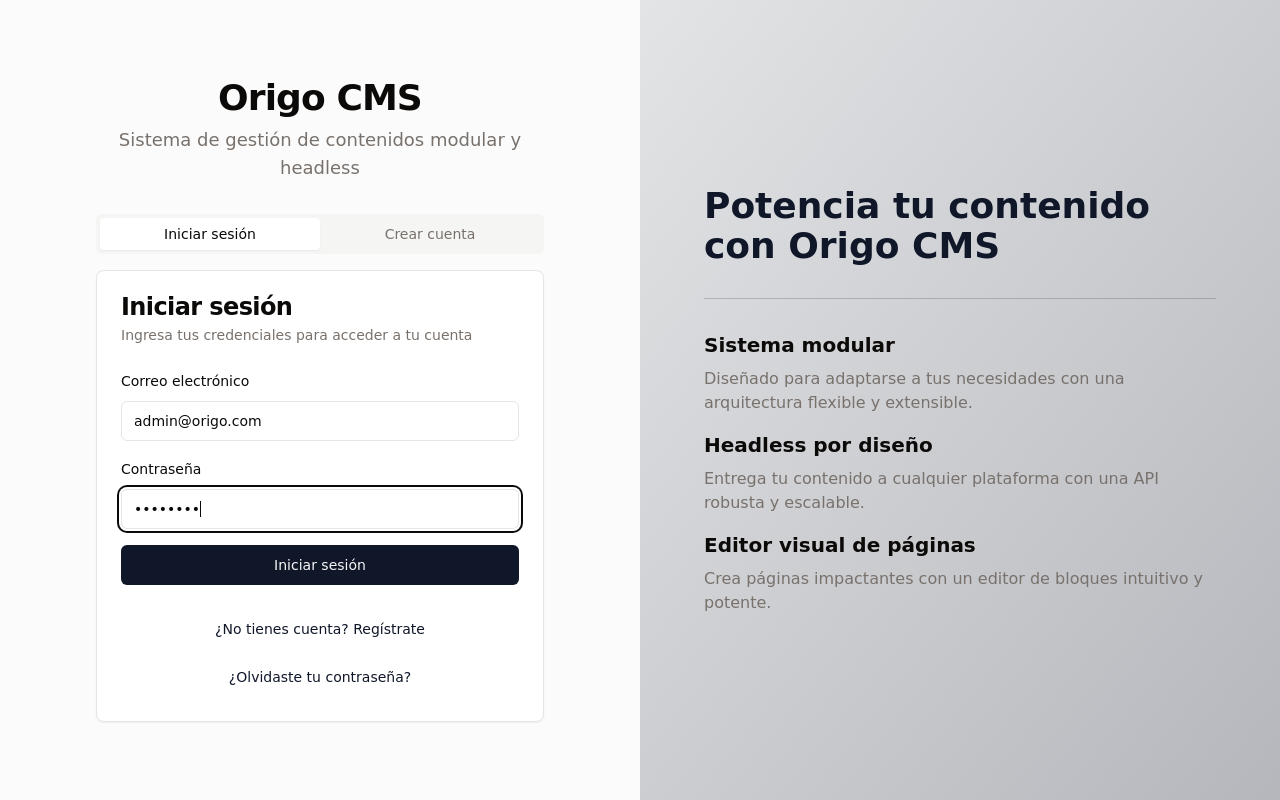 Origo CMS
Sistema de gestión de contenidos modular y
headless
Iniciar sesión
Crear cuenta
Iniciar sesión
Ingresa tus credenciales para acceder a tu cuenta
Correo electrónico
admin@origo.com
Contraseña
••••••••
Iniciar sesión
¿No tienes cuenta? Regístrate
¿Olvidaste tu contraseña?
Potencia tu contenido
con Origo CMS
Sistema modular
Diseñado para adaptarse a tus necesidades con una
arquitectura flexible y extensible.
Headless por diseño
Entrega tu contenido a cualquier plataforma con una API
robusta y escalable.
Editor visual de páginas
Crea páginas impactantes con un editor de bloques intuitivo y
potente.